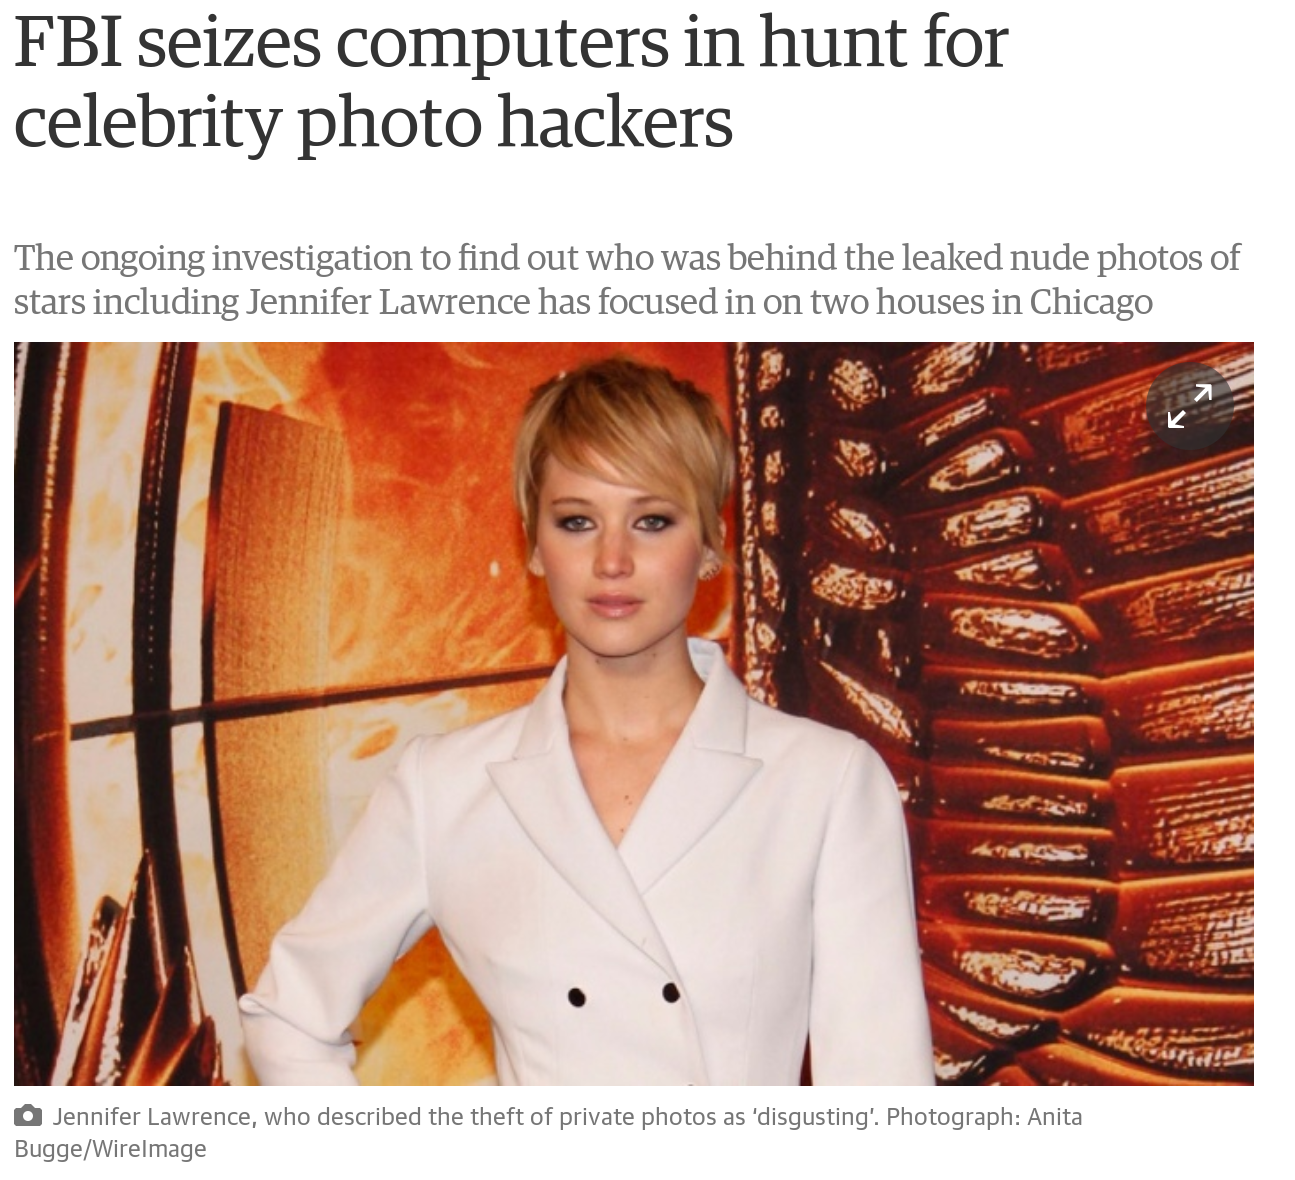 FBI seizes computers in hunt for
celebrity photo hackers
The ongoing investigation to find out who was behind the leaked nude photos of
stars including Jennifer Lawrence has focused in on two houses in Chicago
Jennifer Lawrence, who described the theft of private photos as ‘disgusting’. Photograph: Anita
Bugge/WireImage